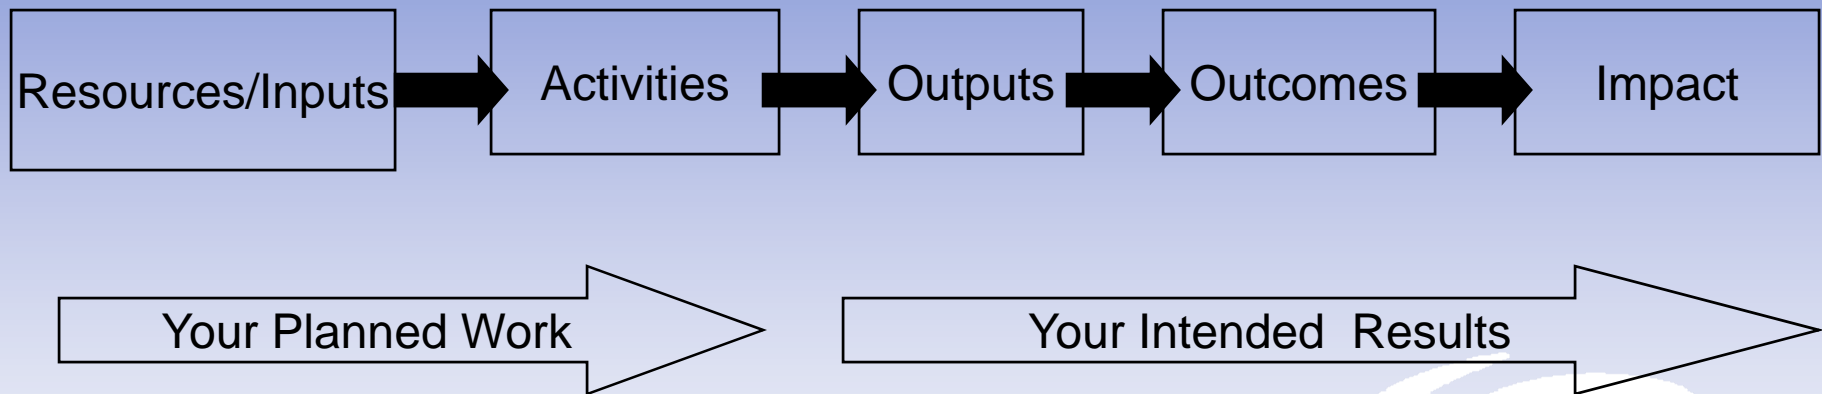 Resources/Inputs
Activities
Outputs
Outcomes
Impact
Your Planned Work
Your Intended  Results